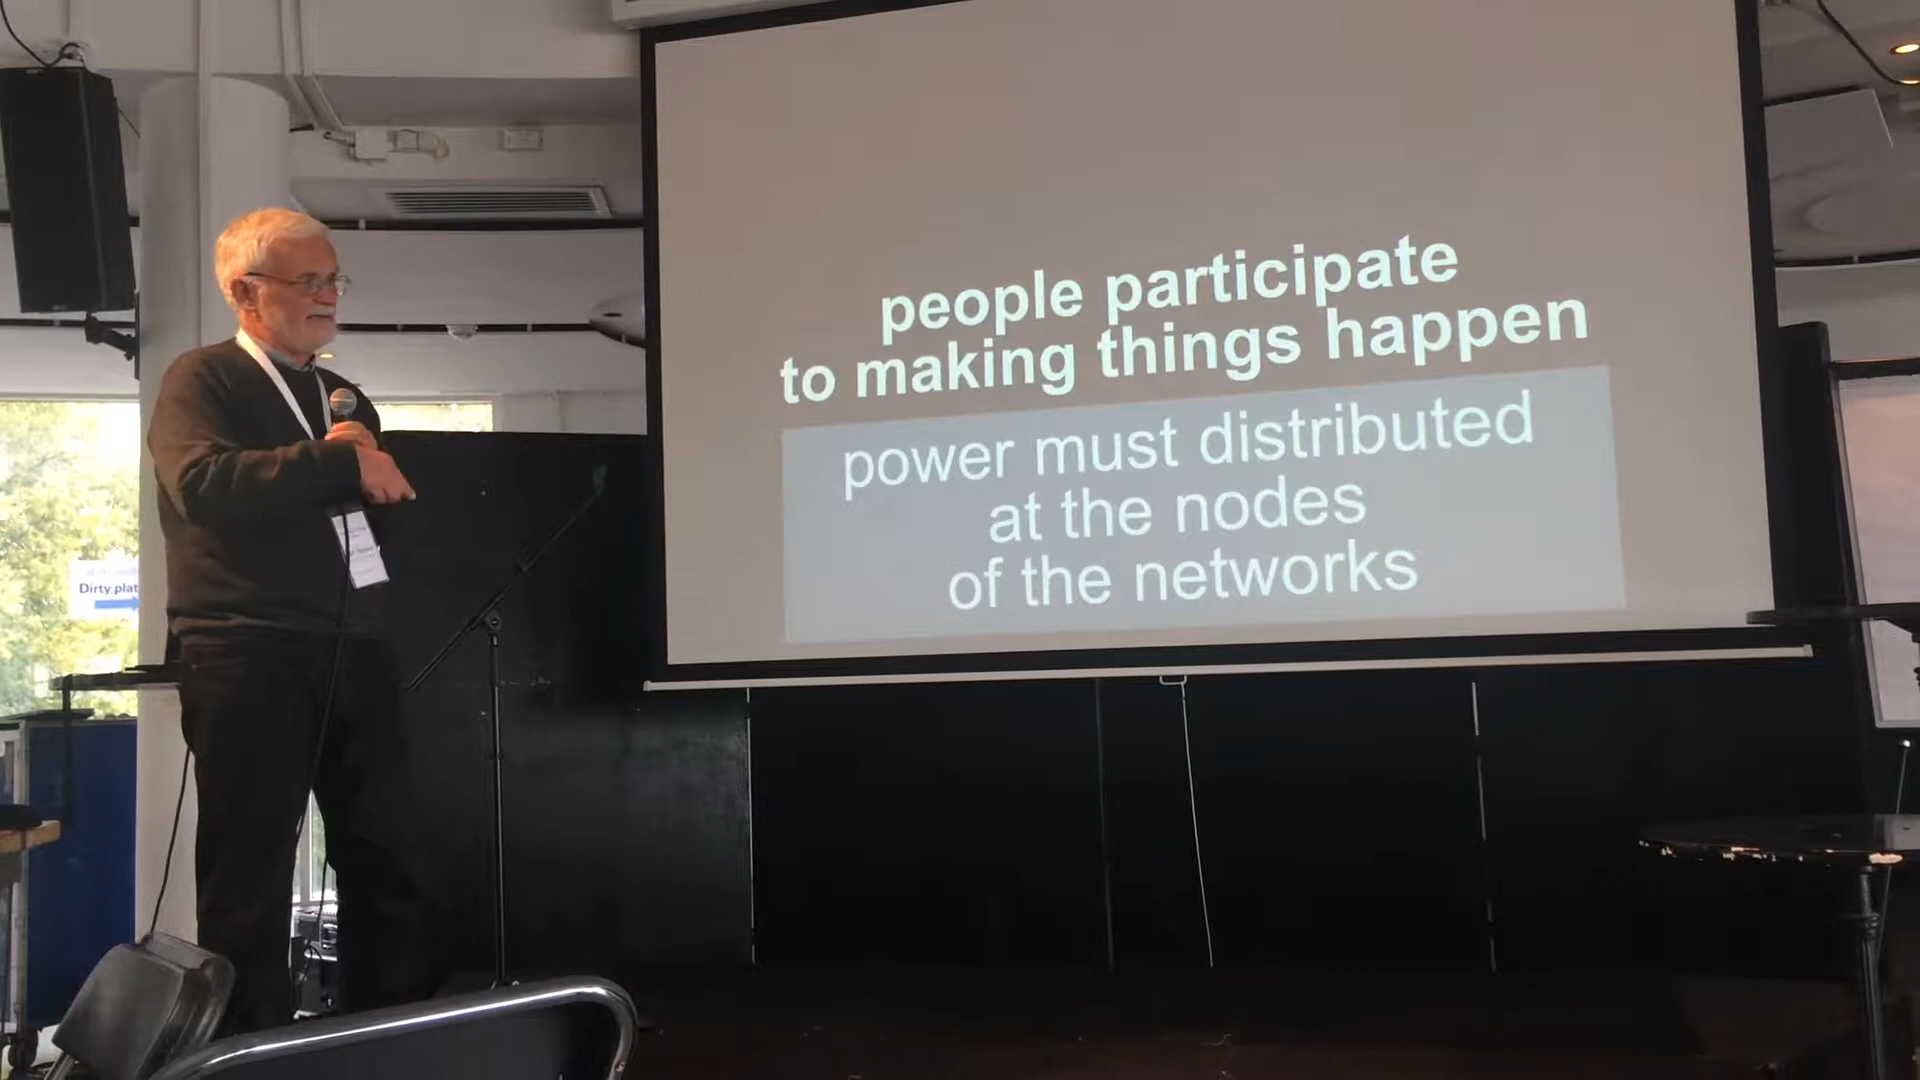 people participate
to making things happen
power must distributed
at the nodes
of the networks
Dirty plat